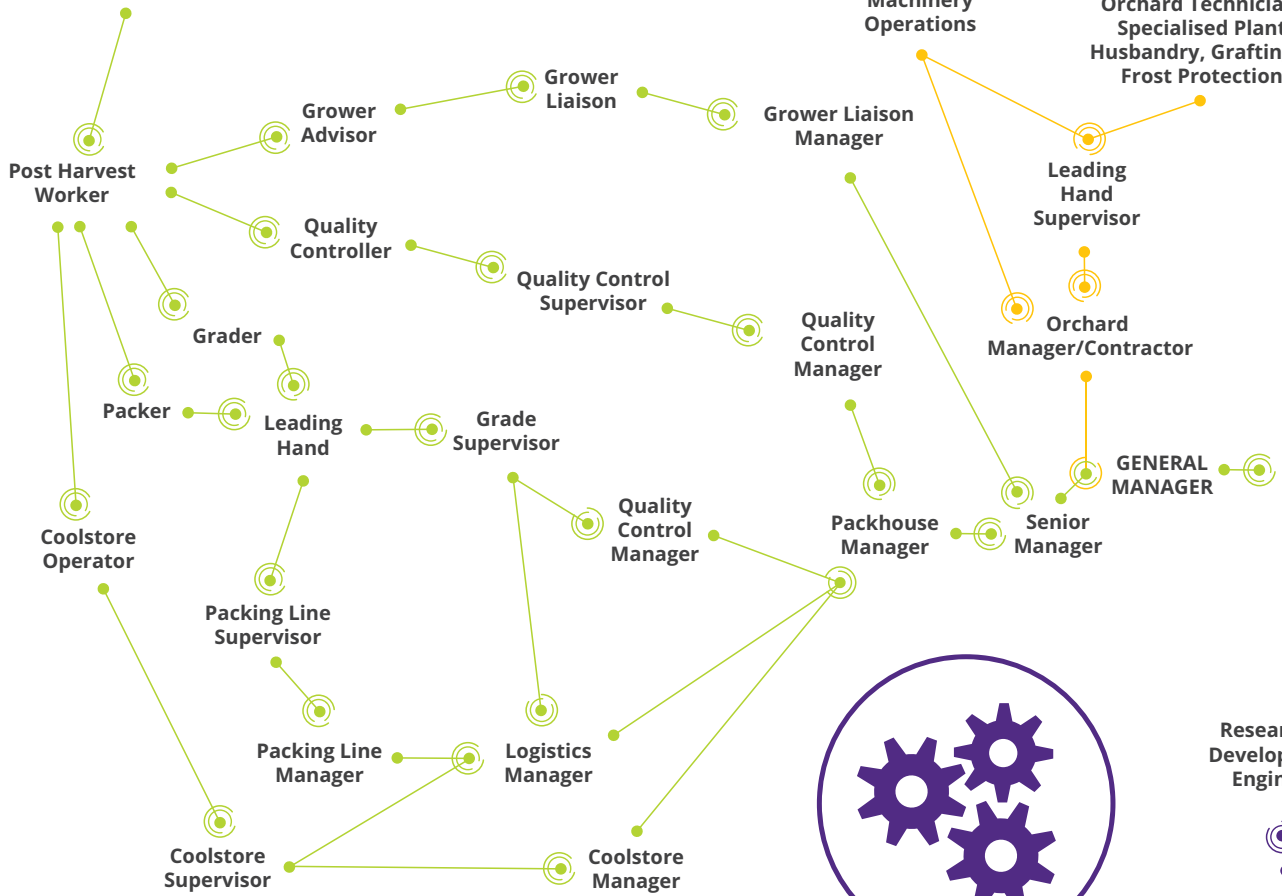 Machinery
Operations
Orchard
Specialised Plant
Husbandry,
Frost Protection
Grower
Liaison
Grower
Advisor
Grower Liaison
Manager
Post Harvest
Worker
Leading
Hand
Supervisor
Quality
Controller
Quality Control
Supervisor
Quality
Control
Manager
Orchard
Manager/Contractor
Grader
Packer
Leading
Hand
Grade
Supervisor
GENERAL
MANAGER
Quality
Control
Manager
Packhouse
Manager
Senior
Manager
Coolstore
Operator
Packing Line
Supervisor
Packing Line
Manager
Logistics
Manager
Coolstore
Supervisor
Coolstore
Manager